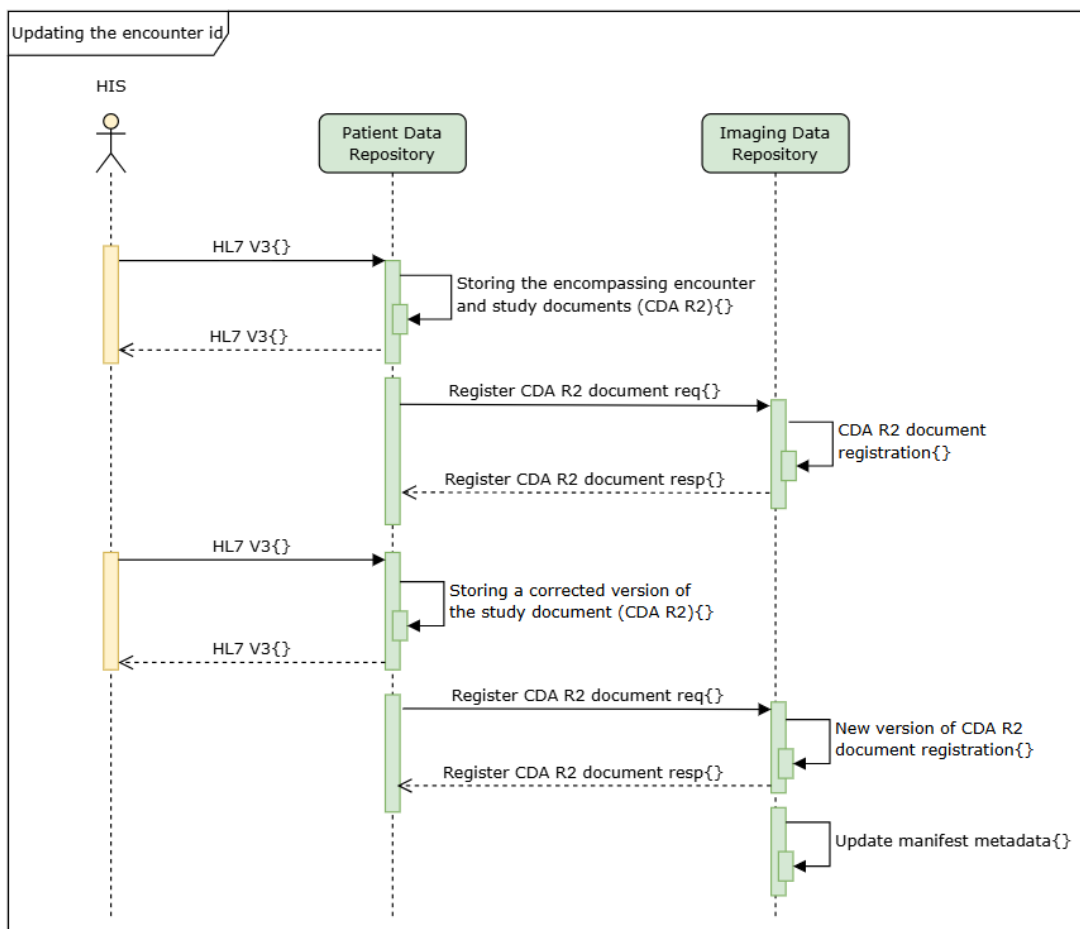 Updating the encounter id
HIS
Patient Data
Repository
Imaging Data
Repository
HL7 V3{}
Storing the encompassing encounter
and study documents (CDA R2){}
HL7 V3{}
Register CDA R2 document req{}
CDA R2 document
registration{}
Register CDA R2 document resp{}
HL7 V3{}
Storing a corrected version of
the study document (CDA R2){}
HL7 V3{}
Register CDA R2 document req{}
New version of CDA R2
document registration{}
Register CDA R2 document resp{}
Update manifest metadata{}